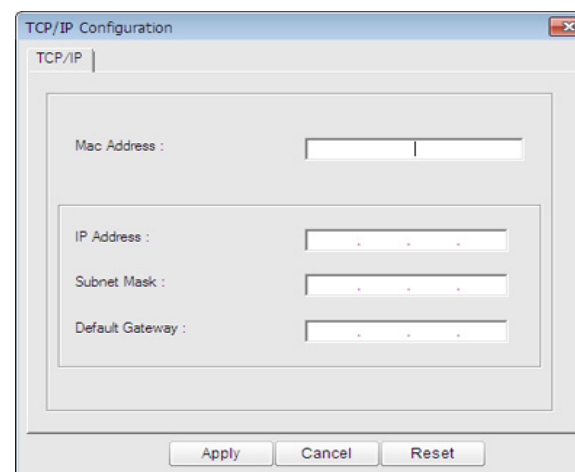 TCP/IP Configuration
TCP/IP
Mac Address :
IP Address :
. . .
Subnet Mask :
. . .
Default Gateway :
. . .
Apply Cancel Reset